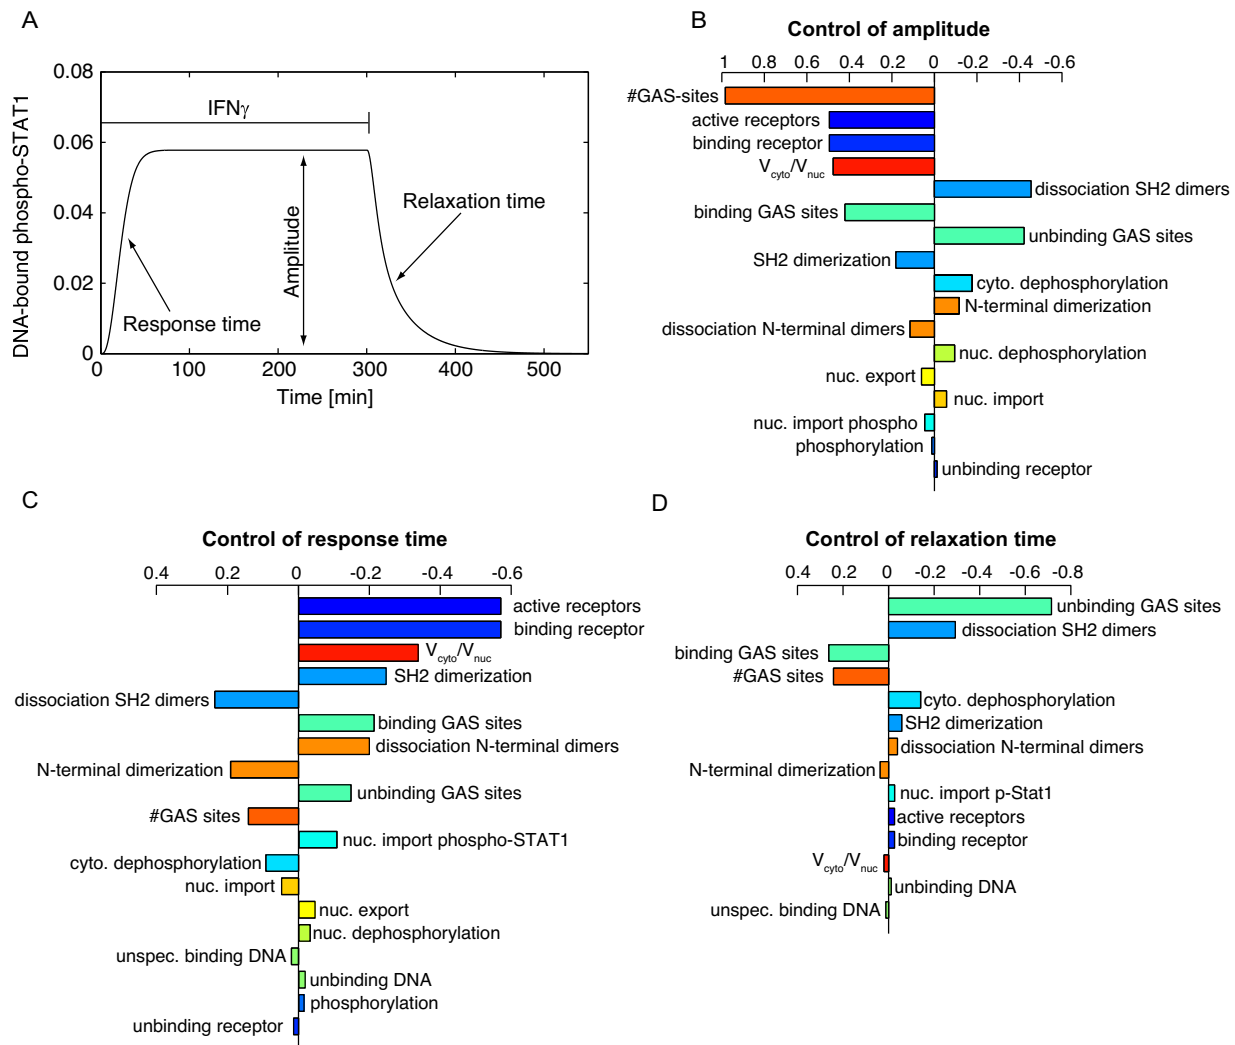 A
DNA-bound phospho-STAT1
0.08
0.06
0.04
0.02
0
IFNγ
Amplitude
Relaxation time
Response time
0 100 200 300 400 500
Time [min]
B
Control of amplitude
1 0.8 0.6 0.4 0.2 0 -0.2 -0.4 -0.6
#GAS-sites
active receptors
binding receptor
Vcyto/Vnuc
dissociation SH2 dimers
binding GAS sites
unbinding GAS sites
SH2 dimerization
cyto. dephosphorylation
N-terminal dimerization
dissociation N-terminal dimers
nuc. dephosphorylation
nuc. export
nuc. import
nuc. import phospho
phosphorylation
unbinding receptor
C
Control of response time
0.4 0.2 0 -0.2 -0.4 -0.6
active receptors
binding receptor
Vcyto/Vnuc
SH2 dimerization
dissociation SH2 dimers
binding GAS sites
dissociation N-terminal dimers
N-terminal dimerization
unbinding GAS sites
#GAS sites
nuc. import phospho-STAT1
cyto. dephosphorylation
nuc. import
nuc. export
nuc. dephosphorylation
unspec. binding DNA
unbinding DNA
phosphorylation
unbinding receptor
D
Control of relaxation time
0.4 0.2 0 -0.2 -0.4 -0.6 -0.8
unbinding GAS sites
dissociation SH2 dimers
binding GAS sites
#GAS sites
cyto. dephosphorylation
SH2 dimerization
dissociation N-terminal dimers
N-terminal dimerization
nuc. import p-Stat1
active receptors
binding receptor
Vcyto/Vnuc
unbinding DNA
unspec. binding DNA